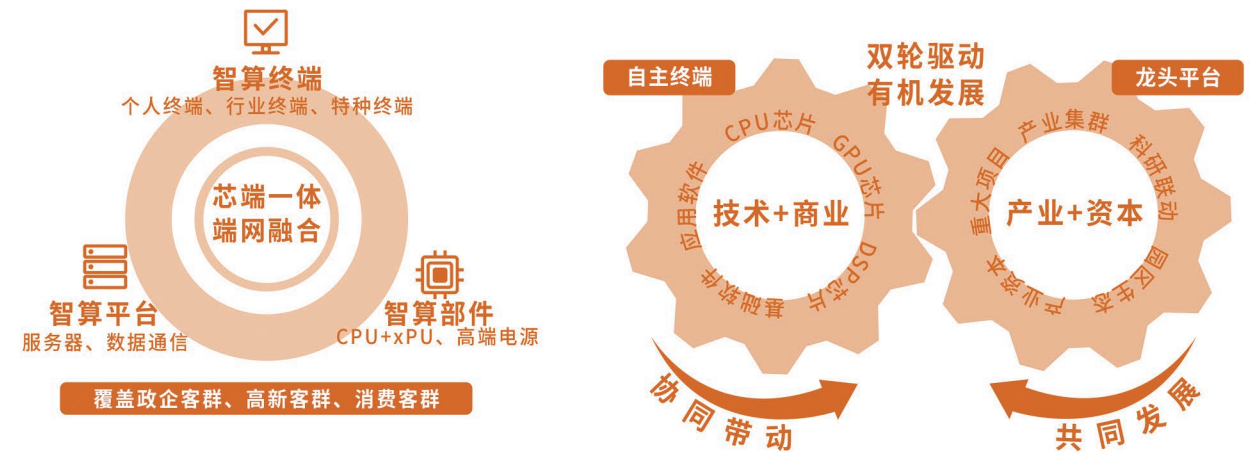 智算终端
个人终端、行业终端、特种终端
芯端一体
端网融合
智算平台
服务器、数据通信
智算部件
CPU+xPU、高端电源
覆盖政企客群、高新客群、消费客群
双轮驱动
有机发展
自主终端
CPU芯片
GPU芯片
DSP芯片
基础软件
应用软件
技术+商业
协同带动
龙头平台
产业集群
科研联动
园区生态
产业资本
重大项目
产业+资本
共同发展